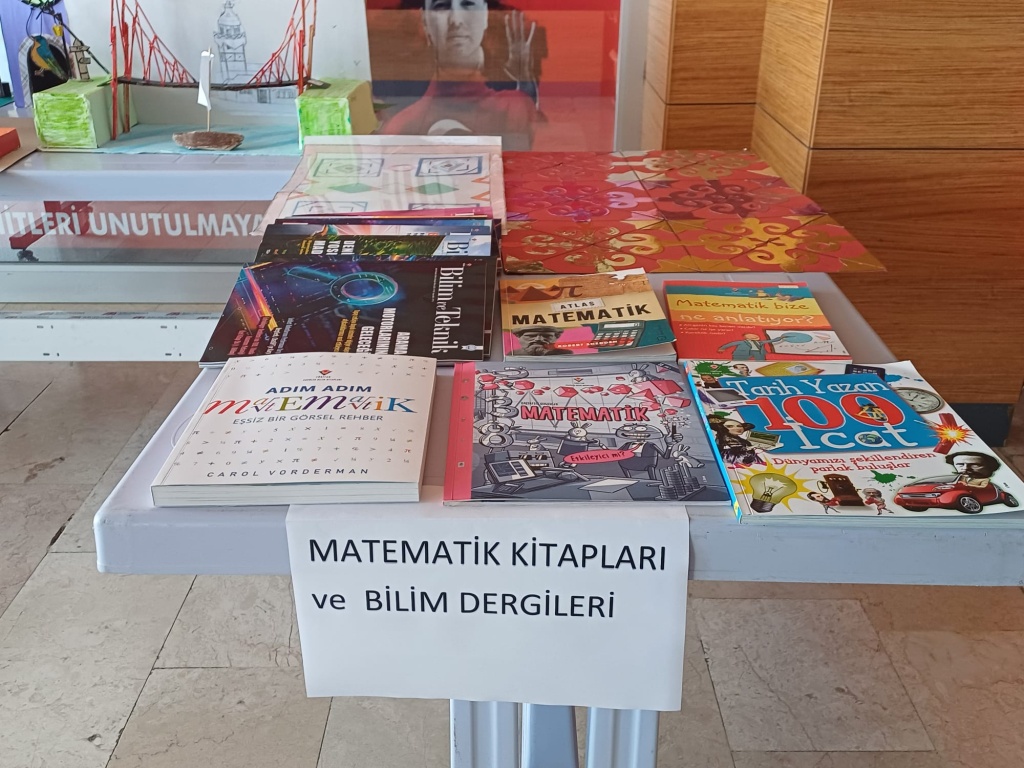 İTLERİ UNUTULMAYA
Bilim ve Teknik
ATLAS
MATEMATİK
Matematik bize
ne anlatıyor?
ADIM ADIM
MATEMATİK
EŞSİZ BİR GÖRSEL REHBER
CAROL VORDERMAN
MATEMATİK
Etkileyici mi?
Tarih Yazan
100
İcat
Dünyamızı şekillendiren
parlak buluşlar
MATEMATİK KİTAPLARI
ve BİLİM DERGİLERİ